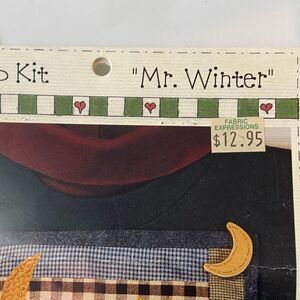 Kit "Mr. Winter"
FABRIC
EXPRESSIONS
$12.95